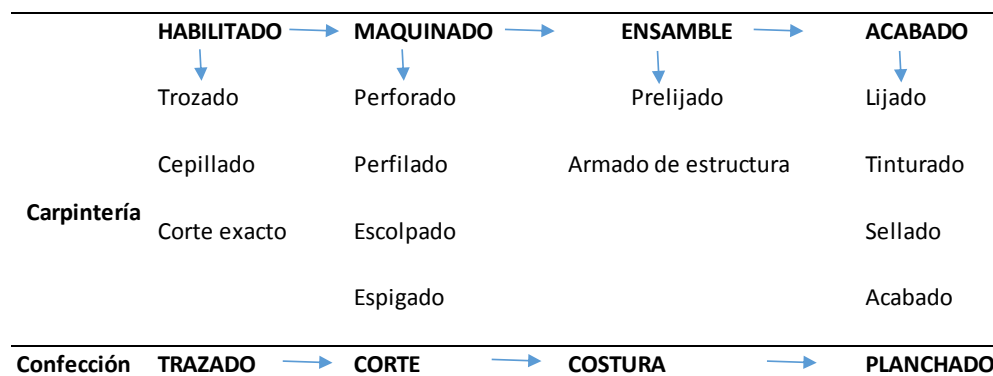 HABILITADO MAQUINADO ENSAMBLE ACABADO
Trozado Perforado Prelijado Lijado
Cepillado Perfilado Armado de estructura Tinturado
Carpintería
Corte exacto Escolpado Sellado
Espigado Acabado
Confección TRAZADO CORTE COSTURA PLANCHADO